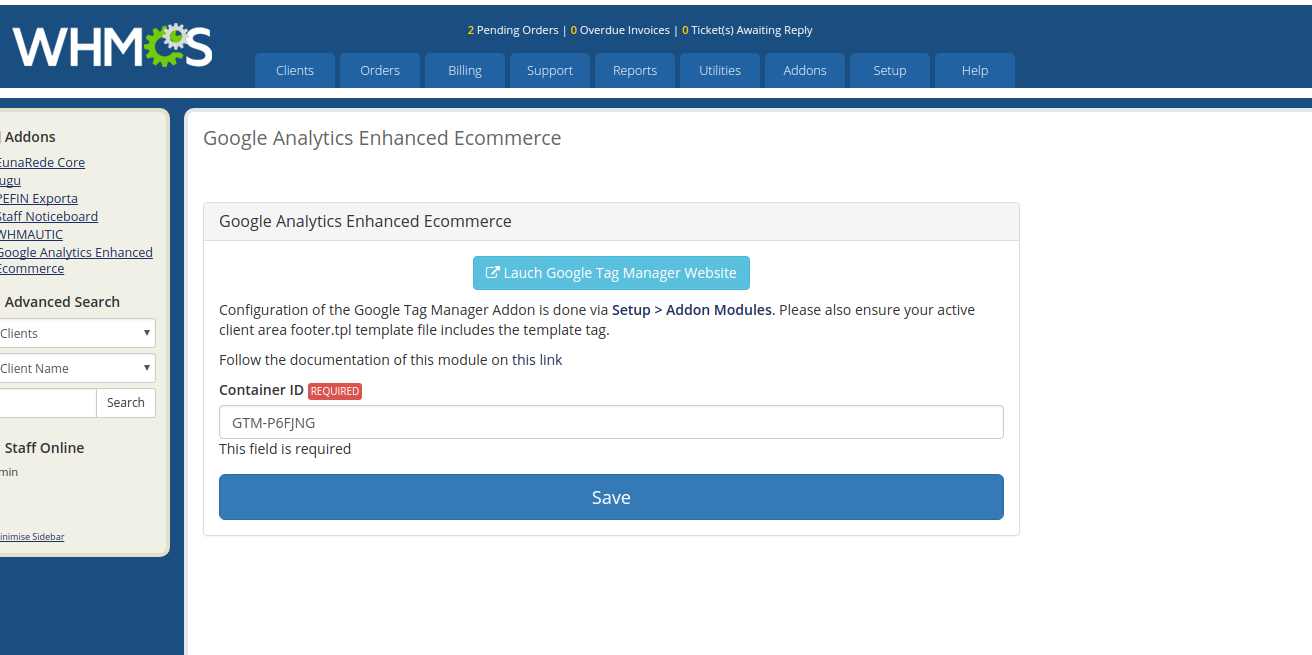 WHMCS
2 Pending Orders | 0 Overdue Invoices | 0 Ticket(s) Awaiting Reply
Clients Orders Billing Support Reports Utilities Addons Setup Help
Addons
EunaRede Core
iugu
PEFIN Exporta
Staff Noticeboard
WHMAUTIC
Google Analytics Enhanced
Ecommerce
Advanced Search
Clients
Client Name
Search
Staff Online
min
inimise Sidebar
Google Analytics Enhanced Ecommerce
Google Analytics Enhanced Ecommerce
Lauch Google Tag Manager Website
Configuration of the Google Tag Manager Addon is done via Setup > Addon Modules. Please also ensure your active
client area footer.tpl template file includes the template tag.
Follow the documentation of this module on this link
Container ID REQUIRED
GTM-P6FJNG
This field is required
Save